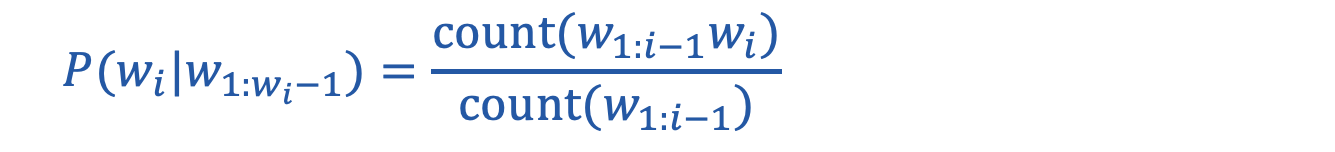 P(w_i|w_{1:w_i−1}) = count(w_{1:i−1}w_i) / count(w_{1:i−1})